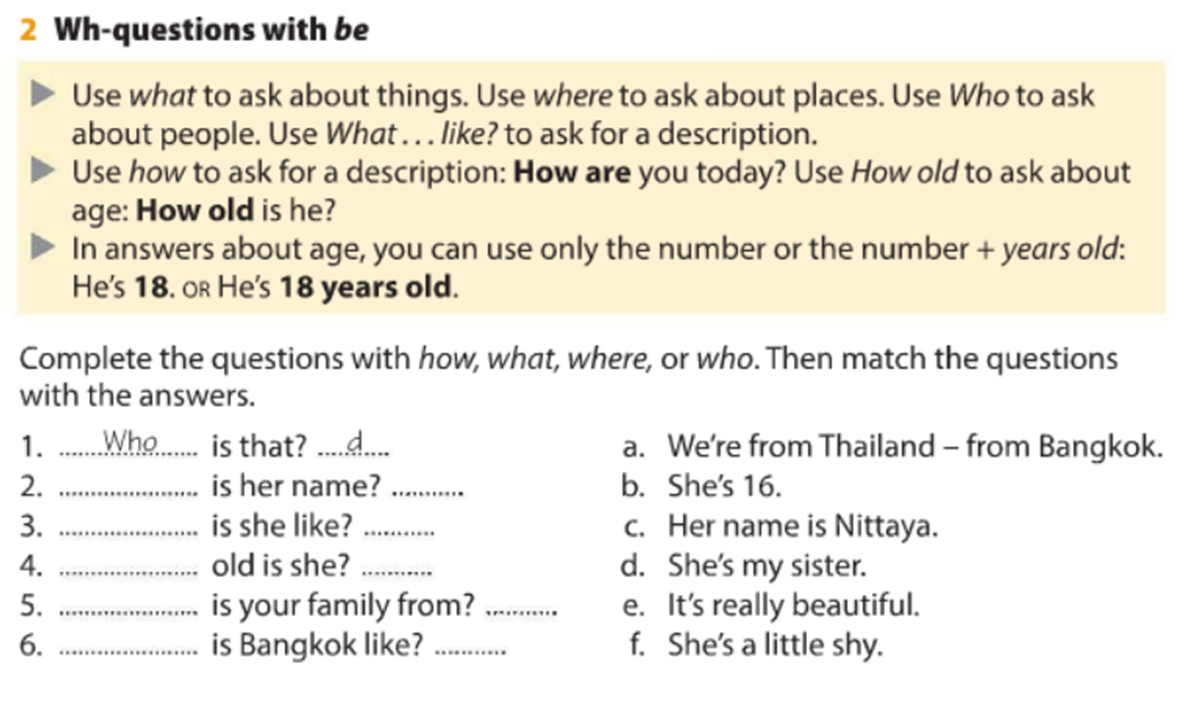 2 Wh-questions with be
▶ Use what to ask about things. Use where to ask about places. Use Who to ask
about people. Use What . . . like? to ask for a description.
▶ Use how to ask for a description: How are you today? Use How old to ask about
age: How old is he?
▶ In answers about age, you can use only the number or the number + years old:
He’s 18. OR He’s 18 years old.
Complete the questions with how, what, where, or who. Then match the questions
with the answers.
1. ......Who...... is that? ....d....
2. ...................... is her name? ...........
3. ...................... is she like? ...........
4. ...................... old is she? ...........
5. ...................... is your family from? ...........
6. ...................... is Bangkok like? ...........
a. We’re from Thailand – from Bangkok.
b. She’s 16.
c. Her name is Nittaya.
d. She’s my sister.
e. It’s really beautiful.
f. She’s a little shy.